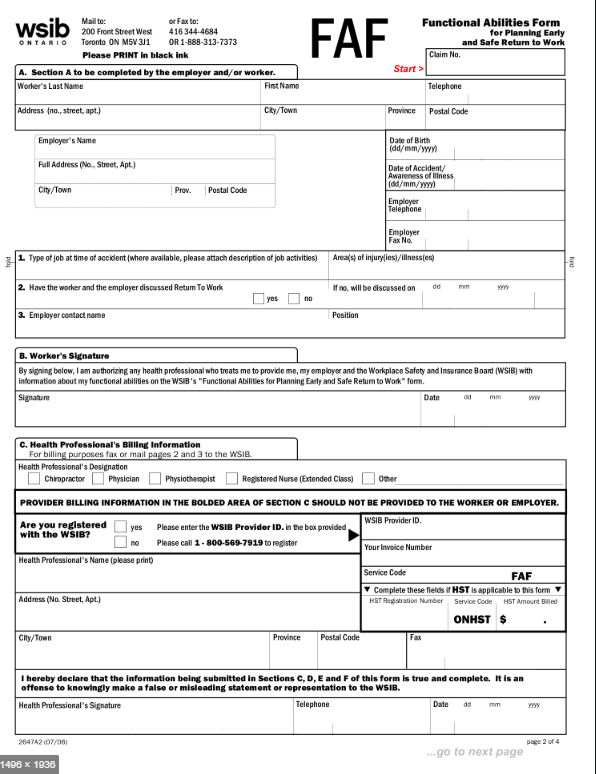 wsib
ONTARIO
Mail to:
200 Front Street West
Toronto ON M5V 3J1
or Fax to:
416 344-4684
OR 1-888-313-7373
Please PRINT in black ink
FAF
Functional Abilities Form
for Planning Early
and Safe Return to Work
Claim No.
Start >
A. Section A to be completed by the employer and/or worker.
Worker's Last Name First Name Telephone
Address (no., street, apt.) City/Town Province Postal Code
Employer's Name
Full Address (No., Street, Apt.)
City/Town Prov. Postal Code
Date of Birth
(dd/mm/yyyy)
Date of Accident/
Awareness of Illness
(dd/mm/yyyy)
Employer
Telephone
Employer
Fax No.
fold
fold
1. Type of job at time of accident (where available, please attach description of job activities) Area(s) of injury(ies)/illness(es)
2. Have the worker and the employer discussed Return To Work yes no If no, will be discussed on dd mm yyyy
3. Employer contact name Position
B. Worker's Signature
By signing below, I am authorizing any health professional who treats me to provide me, my employer and the Workplace Safety and Insurance Board (WSIB) with
information about my functional abilities on the WSIB's "Functional Abilities for Planning Early and Safe Return to Work" form.
Signature Date dd mm yyyy
C. Health Professional's Billing Information
For billing purposes fax or mail pages 2 and 3 to the WSIB.
Health Professional's Designation
Chiropractor Physician Physiotherapist Registered Nurse (Extended Class) Other
PROVIDER BILLING INFORMATION IN THE BOLDED AREA OF SECTION C SHOULD NOT BE PROVIDED TO THE WORKER OR EMPLOYER.
Are you registered
with the WSIB?
yes Please enter the WSIB Provider ID. in the box provided
no Please call 1 - 800-569-7919 to register
WSIB Provider ID.
Your Invoice Number
Health Professional's Name (please print)
Service Code
FAF
▼ Complete these fields if HST is applicable to this form ▼
Address (No. Street, Apt.)
HST Registration Number Service Code HST Amount Billed
ONHST $ .
City/Town Province Postal Code Fax
I hereby declare that the information being submitted in Sections C, D, E and F of this form is true and complete. It is an
offense to knowingly make a false or misleading statement or representation to the WSIB.
Health Professional's Signature Telephone Date dd mm yyyy
2647A2 (07/06) page 2 of 4
...go to next page
1496 × 1936